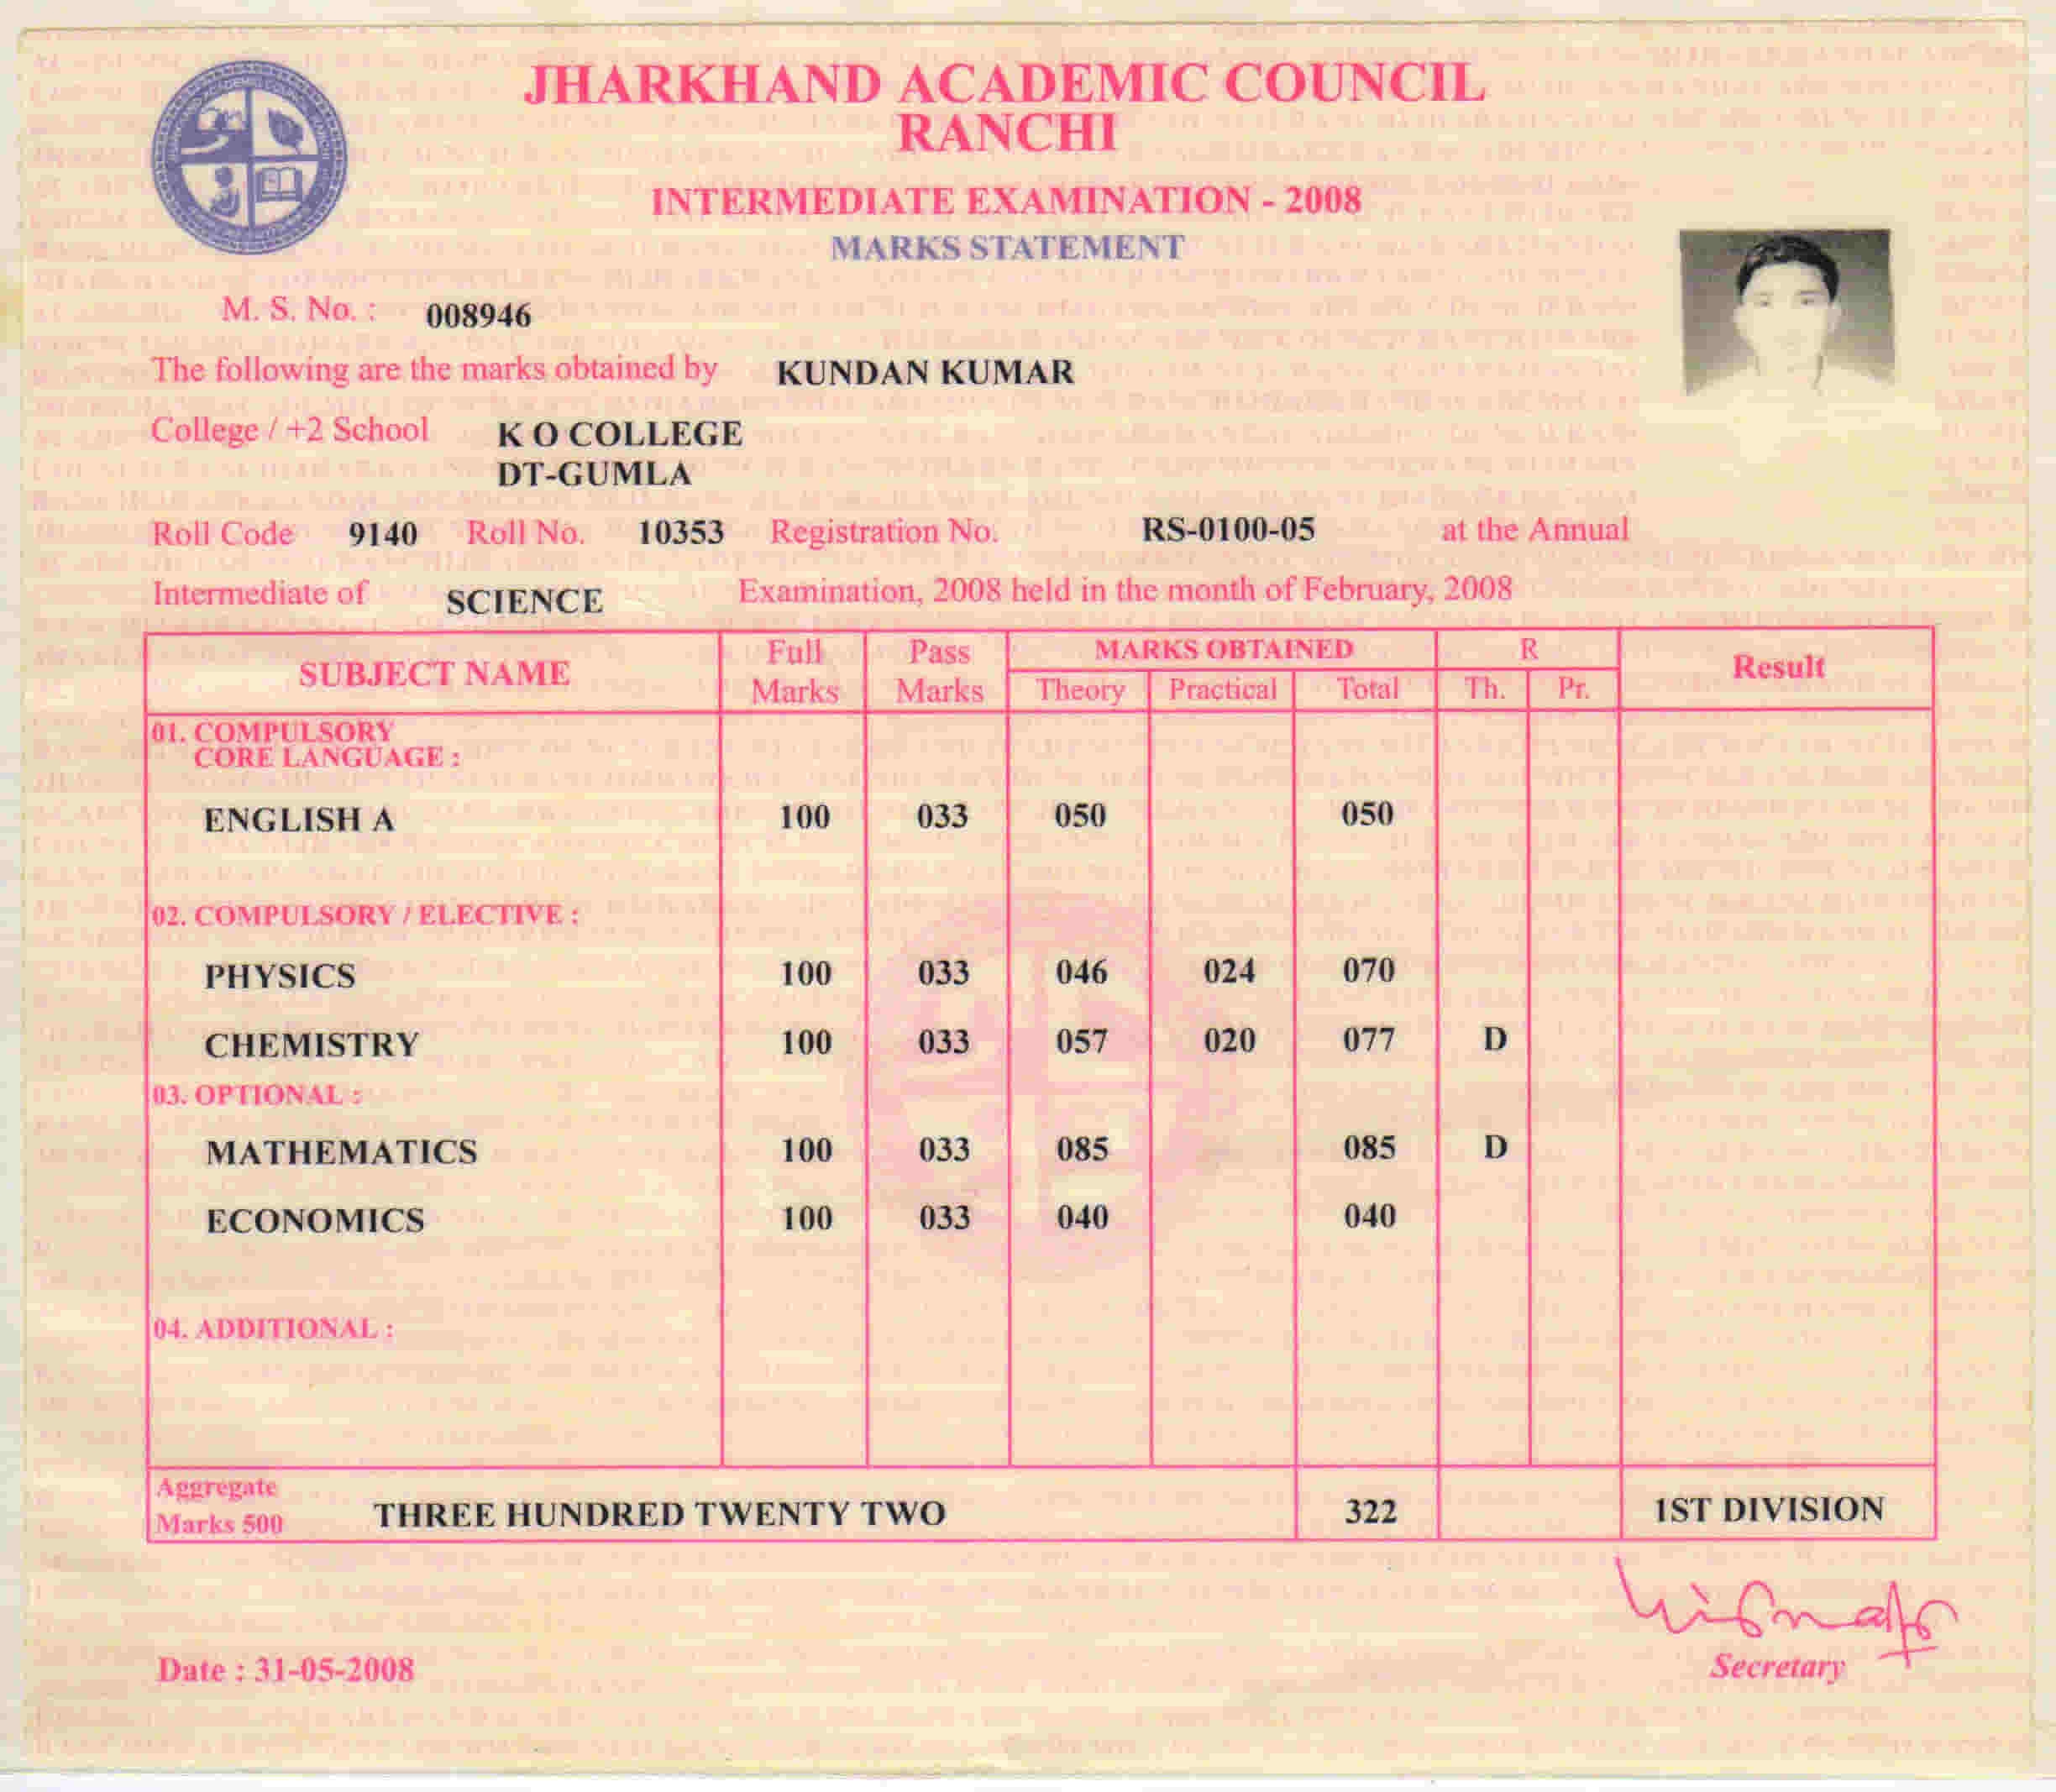 JHARKHAND ACADEMIC COUNCIL
RANCHI
INTERMEDIATE EXAMINATION - 2008
MARKS STATEMENT
M. S. No. : 008946
The following are the marks obtained by KUNDAN KUMAR
College / +2 School K O COLLEGE
DT-GUMLA
Roll Code 9140 Roll No. 10353 Registration No. RS-0100-05 at the Annual
Intermediate of SCIENCE Examination, 2008 held in the month of February, 2008
SUBJECT NAME Full Marks Pass Marks MARKS OBTAINED R Result
Theory Practical Total Th. Pr.
01. COMPULSORY
CORE LANGUAGE :
ENGLISH A 100 033 050 050
02. COMPULSORY / ELECTIVE :
PHYSICS 100 033 046 024 070
CHEMISTRY 100 033 057 020 077 D
03. OPTIONAL :
MATHEMATICS 100 033 085 085 D
ECONOMICS 100 033 040 040
04. ADDITIONAL :
Aggregate
Marks 500 THREE HUNDRED TWENTY TWO 322 1ST DIVISION
Date : 31-05-2008 Secretary